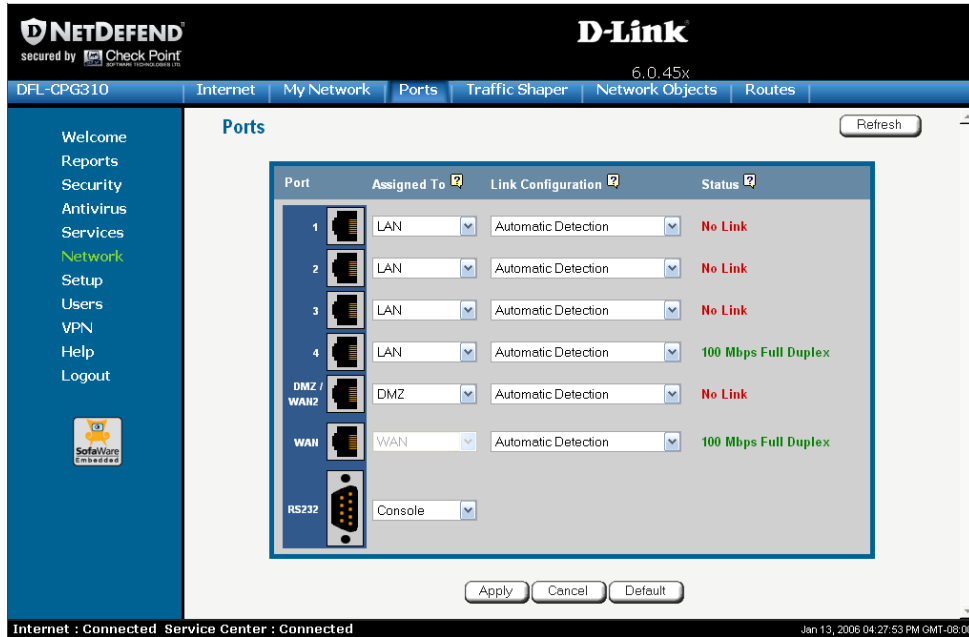 NETDEFEND
secured by Check Point
SOFTWARE TECHNOLOGIES LTD.
D-Link
6.0.45x
DFL-CPG310
Internet | My Network | Ports | Traffic Shaper | Network Objects | Routes |
Welcome
Reports
Security
Antivirus
Services
Network
Setup
Users
VPN
Help
Logout
SofaWare
Embedded
Ports
Refresh
Port Assigned To ? Link Configuration ? Status ?
1 LAN Automatic Detection No Link
2 LAN Automatic Detection No Link
3 LAN Automatic Detection No Link
4 LAN Automatic Detection 100 Mbps Full Duplex
DMZ / WAN2 DMZ Automatic Detection No Link
WAN WAN Automatic Detection 100 Mbps Full Duplex
RS232 Console
Apply Cancel Default
Internet : Connected Service Center : Connected
Jan 13, 2006 04:27:53 PM GMT-08:00